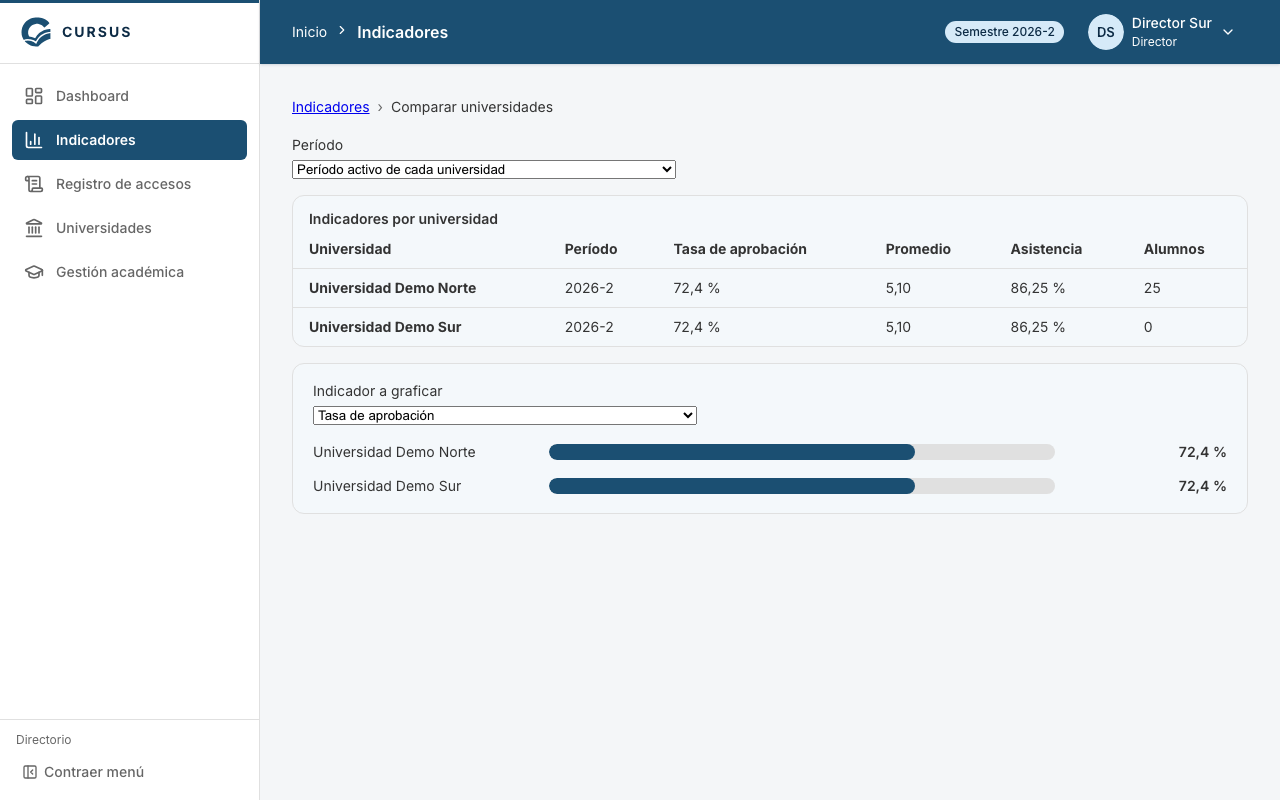 CURSUS
Inicio > Indicadores
Semestre 2026-2
DS
Director Sur
Director
Dashboard
Indicadores
Registro de accesos
Universidades
Gestión académica
Directorio
Contraer menú
Indicadores › Comparar universidades
Período
Período activo de cada universidad
Indicadores por universidad
Universidad Período Tasa de aprobación Promedio Asistencia Alumnos
Universidad Demo Norte 2026-2 72,4 % 5,10 86,25 % 25
Universidad Demo Sur 2026-2 72,4 % 5,10 86,25 % 0
Indicador a graficar
Tasa de aprobación
Universidad Demo Norte 72,4 %
Universidad Demo Sur 72,4 %